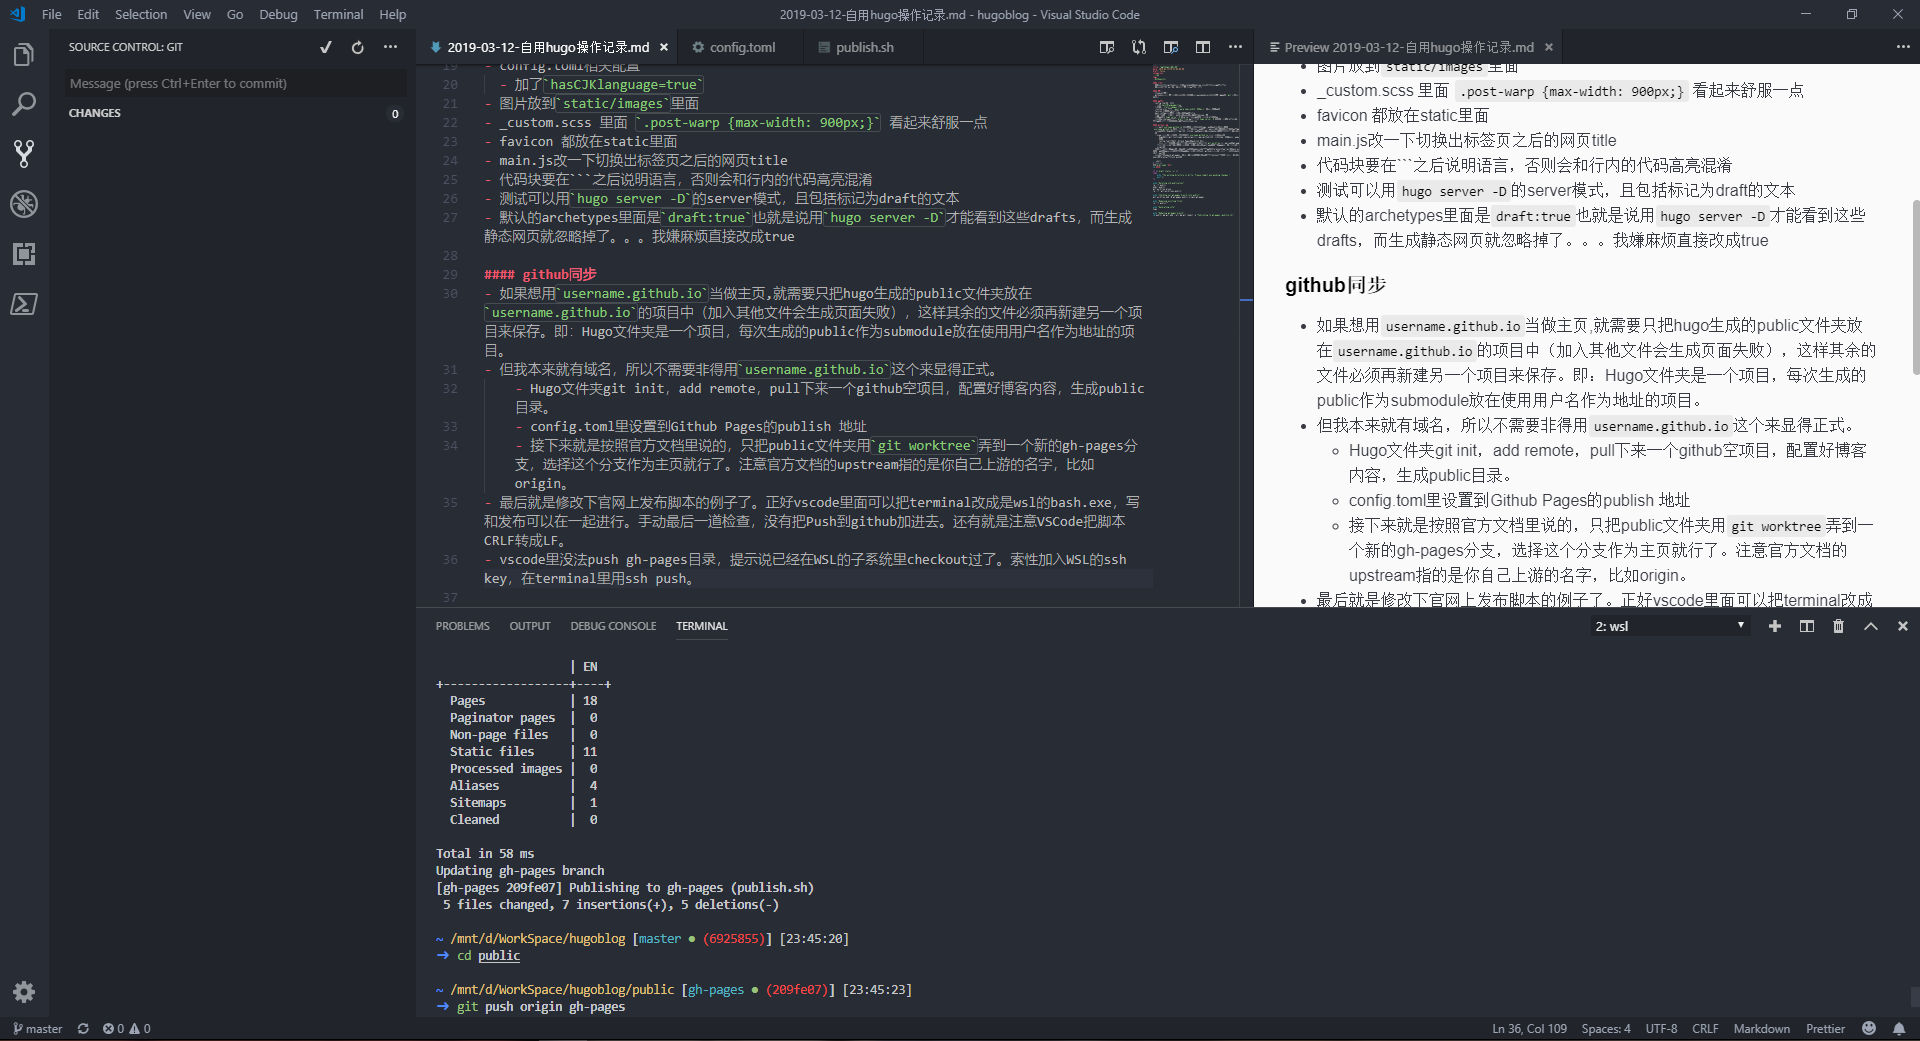 File Edit Selection View Go Debug Terminal Help
2019-03-12-自用hugo操作记录.md - hugoblog - Visual Studio Code
SOURCE CONTROL: GIT
Message (press Ctrl+Enter to commit)
CHANGES 0
2019-03-12-自用hugo操作记录.md config.toml publish.sh
19 - config.toml相关配置
20 - 加了`hasCJKlanguage=true`
21 - 图片放到`static/images`里面
22 - _custom.scss 里面 `.post-warp {max-width: 900px;}` 看起来舒服一点
23 - favicon 都放在static里面
24 - main.js改一下切换出标签页之后的网页title
25 - 代码块要在```之后说明语言，否则会和行内的代码高亮混淆
26 - 测试可以用`hugo server -D`的server模式，且包括标记为draft的文本
27 - 默认的archetypes里面是`draft:true`也就是说用`hugo server -D`才能看到这些drafts，而生成
静态网页就忽略掉了。。。我嫌麻烦直接改成true
28
29 #### github同步
30 - 如果想用`username.github.io`当做主页,就需要只把hugo生成的public文件夹放在
`username.github.io`的项目中（加入其他文件会生成页面失败），这样其余的文件必须再新建另一个项
目来保存。即：Hugo文件夹是一个项目，每次生成的public作为submodule放在使用用户名作为地址的项
目。
31 - 但我本来就有域名，所以不需要非得用`username.github.io`这个来显得正式。
32 - Hugo文件夹git init，add remote，pull下来一个github空项目，配置好博客内容，生成public
目录。
33 - config.toml里设置到Github Pages的publish 地址
34 - 接下来就是按照官方文档里说的，只把public文件夹用`git worktree`弄到一个新的gh-pages分
支，选择这个分支作为主页就行了。注意官方文档的upstream指的是你自己上游的名字，比如
origin。
35 - 最后就是修改下官网上发布脚本的例子了。正好vscode里面可以把terminal改成是wsl的bash.exe，写
和发布可以在一起进行。手动最后一道检查，没有把Push到github加进去。还有就是注意VSCode把脚本
CRLF转成LF。
36 - vscode里没法push gh-pages目录，提示说已经在WSL的子系统里checkout过了。索性加入WSL的ssh
key，在terminal里用ssh push。
37
Preview 2019-03-12-自用hugo操作记录.md
图片放到 static/images 里面
_custom.scss 里面 .post-warp {max-width: 900px;} 看起来舒服一点
favicon 都放在static里面
main.js改一下切换出标签页之后的网页title
代码块要在```之后说明语言，否则会和行内的代码高亮混淆
测试可以用 hugo server -D 的server模式，且包括标记为draft的文本
默认的archetypes里面是 draft:true 也就是说用 hugo server -D 才能看到这些
drafts，而生成静态网页就忽略掉了。。。我嫌麻烦直接改成true
github同步
如果想用 username.github.io 当做主页,就需要只把hugo生成的public文件夹放
在 username.github.io 的项目中（加入其他文件会生成页面失败），这样其余的
文件必须再新建另一个项目来保存。即：Hugo文件夹是一个项目，每次生成的
public作为submodule放在使用用户名作为地址的项目。
但我本来就有域名，所以不需要非得用 username.github.io 这个来显得正式。
Hugo文件夹git init，add remote，pull下来一个github空项目，配置好博客
内容，生成public目录。
config.toml里设置到Github Pages的publish 地址
接下来就是按照官方文档里说的，只把public文件夹用 git worktree 弄到一
个新的gh-pages分支，选择这个分支作为主页就行了。注意官方文档的
upstream指的是你自己上游的名字，比如origin。
最后就是修改下官网上发布脚本的例子了。正好vscode里面可以把terminal改成
PROBLEMS OUTPUT DEBUG CONSOLE TERMINAL 2: wsl
| EN
+------------------+----+
Pages | 18
Paginator pages | 0
Non-page files | 0
Static files | 11
Processed images | 0
Aliases | 4
Sitemaps | 1
Cleaned | 0
Total in 58 ms
Updating gh-pages branch
[gh-pages 209fe07] Publishing to gh-pages (publish.sh)
5 files changed, 7 insertions(+), 5 deletions(-)
~ /mnt/d/WorkSpace/hugoblog [master ● (6925855)] [23:45:20]
→ cd public
~ /mnt/d/WorkSpace/hugoblog/public [gh-pages ● (209fe07)] [23:45:23]
→ git push origin gh-pages
master 0 0 Ln 36, Col 109 Spaces: 4 UTF-8 CRLF Markdown Prettier